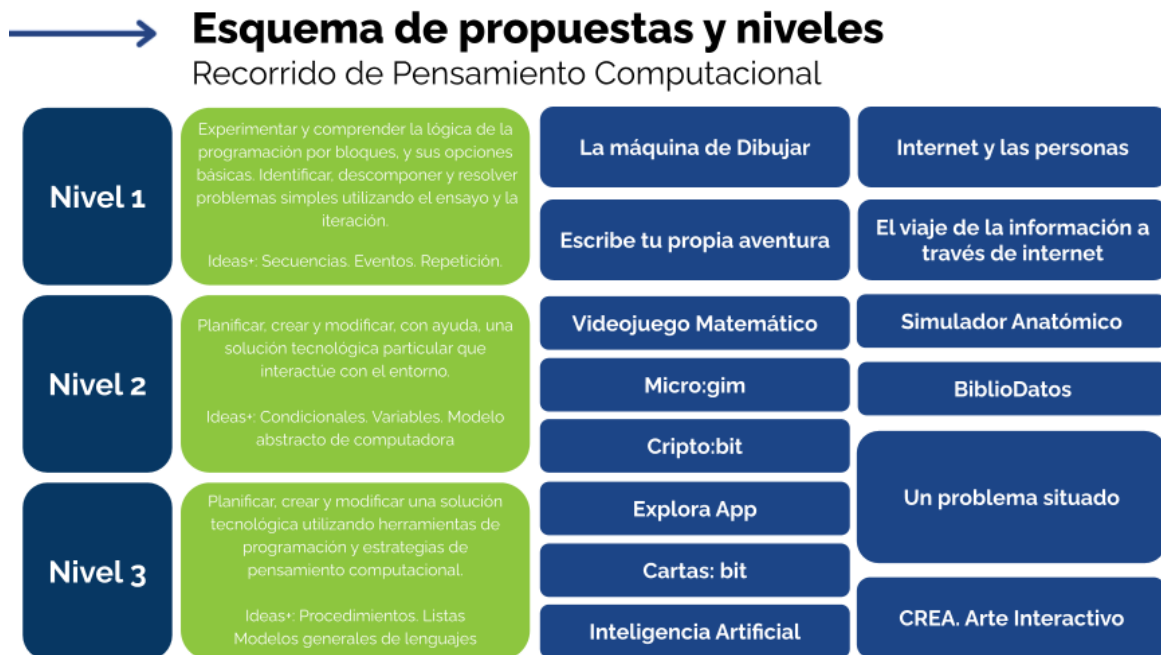 Esquema de propuestas y niveles
Recorrido de Pensamiento Computacional
Nivel 1
Experimentar y comprender la lógica de la
programación por bloques, y sus opciones
básicas. Identificar, descomponer y resolver
problemas simples utilizando el ensayo y la
iteración.
Ideas+: Secuencias. Eventos. Repetición.
La máquina de Dibujar
Internet y las personas
Escribe tu propia aventura
El viaje de la información a
través de internet
Nivel 2
Planificar, crear y modificar, con ayuda, una
solución tecnológica particular que
interactúe con el entorno.
Ideas+: Condicionales. Variables. Modelo
abstracto de computadora
Videojuego Matemático
Simulador Anatómico
Micro:gim
BiblioDatos
Cripto:bit
Un problema situado
Nivel 3
Planificar, crear y modificar una solución
tecnológica utilizando herramientas de
programación y estrategias de
pensamiento computacional.
Ideas+: Procedimientos. Listas
Modelos generales de lenguajes
Explora App
Cartas: bit
Inteligencia Artificial
CREA. Arte Interactivo